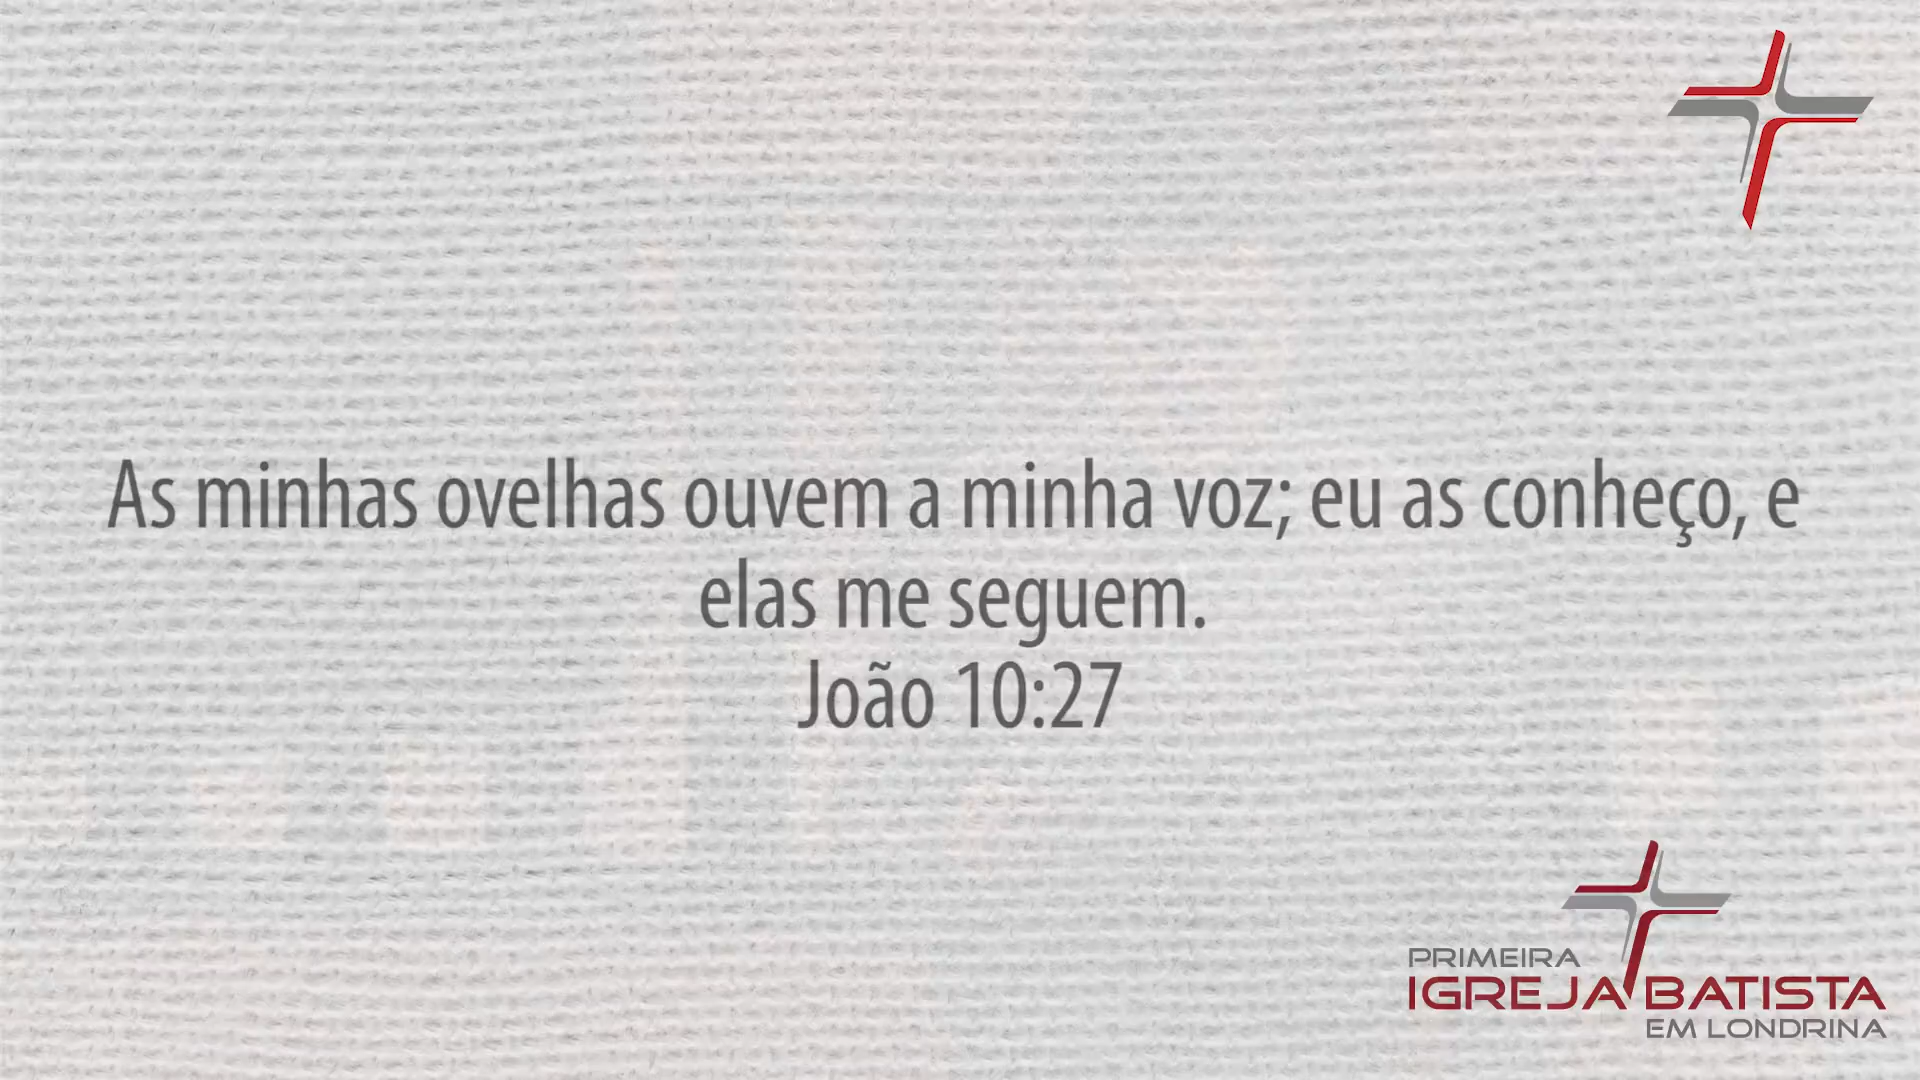 As minhas ovelhas ouvem a minha voz; eu as conheço, e
elas me seguem.
João 10:27
PRIMEIRA
IGREJA BATISTA
EM LONDRINA